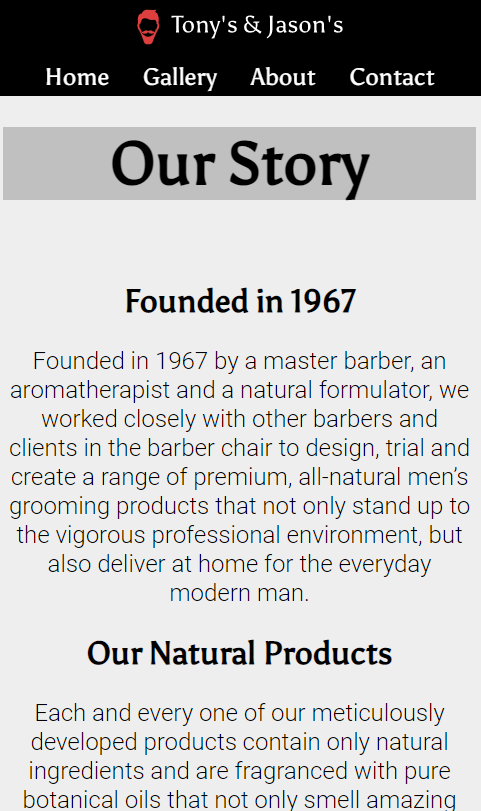 Tony's & Jason's
Home Gallery About Contact
Our Story
Founded in 1967
Founded in 1967 by a master barber, an
aromatherapist and a natural formulator, we
worked closely with other barbers and
clients in the barber chair to design, trial and
create a range of premium, all-natural men’s
grooming products that not only stand up to
the vigorous professional environment, but
also deliver at home for the everyday
modern man.
Our Natural Products
Each and every one of our meticulously
developed products contain only natural
ingredients and are fragranced with pure
botanical oils that not only smell amazing